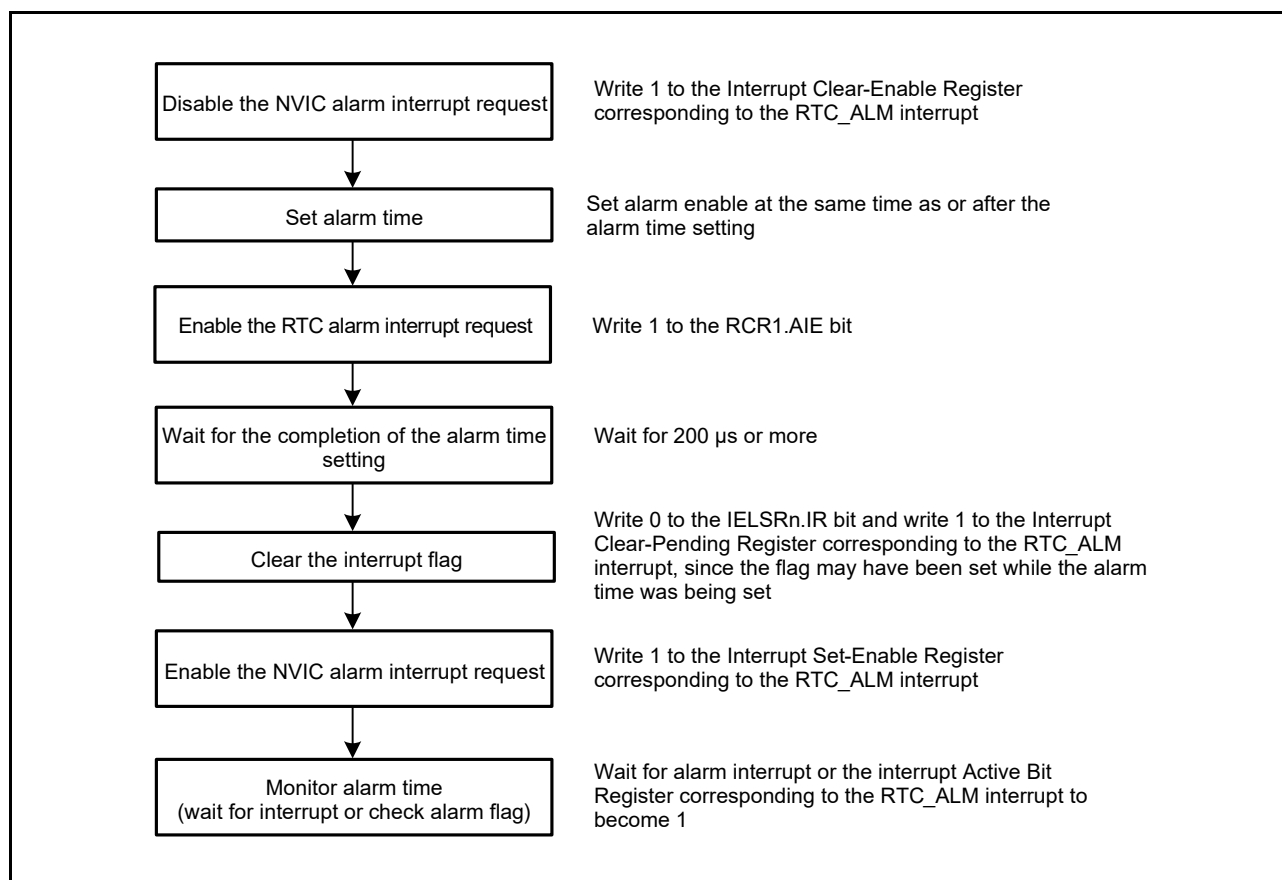 Disable the NVIC alarm interrupt request
Write 1 to the Interrupt Clear-Enable Register
corresponding to the RTC_ALM interrupt
Set alarm time
Set alarm enable at the same time as or after the
alarm time setting
Enable the RTC alarm interrupt request
Write 1 to the RCR1.AIE bit
Wait for the completion of the alarm time
setting
Wait for 200 µs or more
Clear the interrupt flag
Write 0 to the IELSRn.IR bit and write 1 to the Interrupt
Clear-Pending Register corresponding to the RTC_ALM
interrupt, since the flag may have been set while the alarm
time was being set
Enable the NVIC alarm interrupt request
Write 1 to the Interrupt Set-Enable Register
corresponding to the RTC_ALM interrupt
Monitor alarm time
(wait for interrupt or check alarm flag)
Wait for alarm interrupt or the interrupt Active Bit
Register corresponding to the RTC_ALM interrupt to
become 1